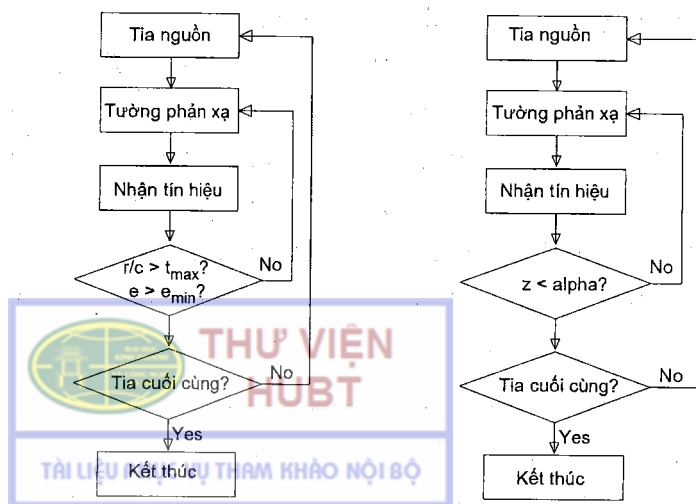 Tia nguồn
Tường phản xạ
Nhận tín hiệu
r/c > tmax?
e > emin?
No
Tia cuối cùng?
No
Yes
Kết thúc
THƯ VIỆN
HUBT
TÀI LIỆU PHỤC VỤ THAM KHẢO NỘI BỘ
Tia nguồn
Tường phản xạ
Nhận tín hiệu
z < alpha?
No
Tia cuối cùng?
No
Yes
Kết thúc